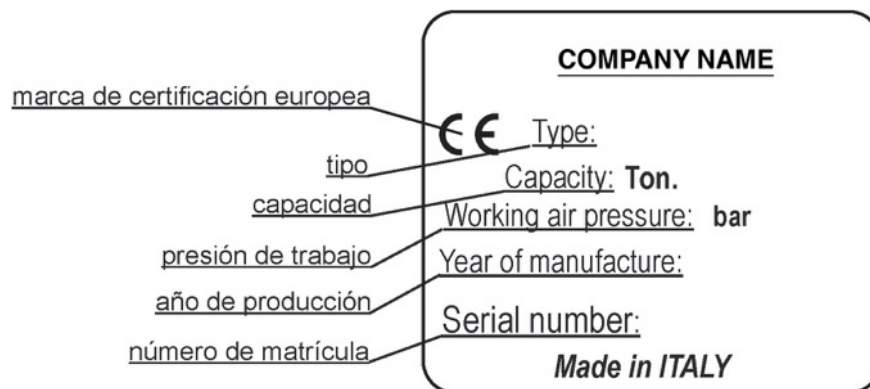 COMPANY NAME
marca de certificación europea
CE Type:
tipo
Capacity: Ton.
capacidad
Working air pressure: bar
presión de trabajo
Year of manufacture:
año de producción
Serial number:
número de matrícula
Made in ITALY